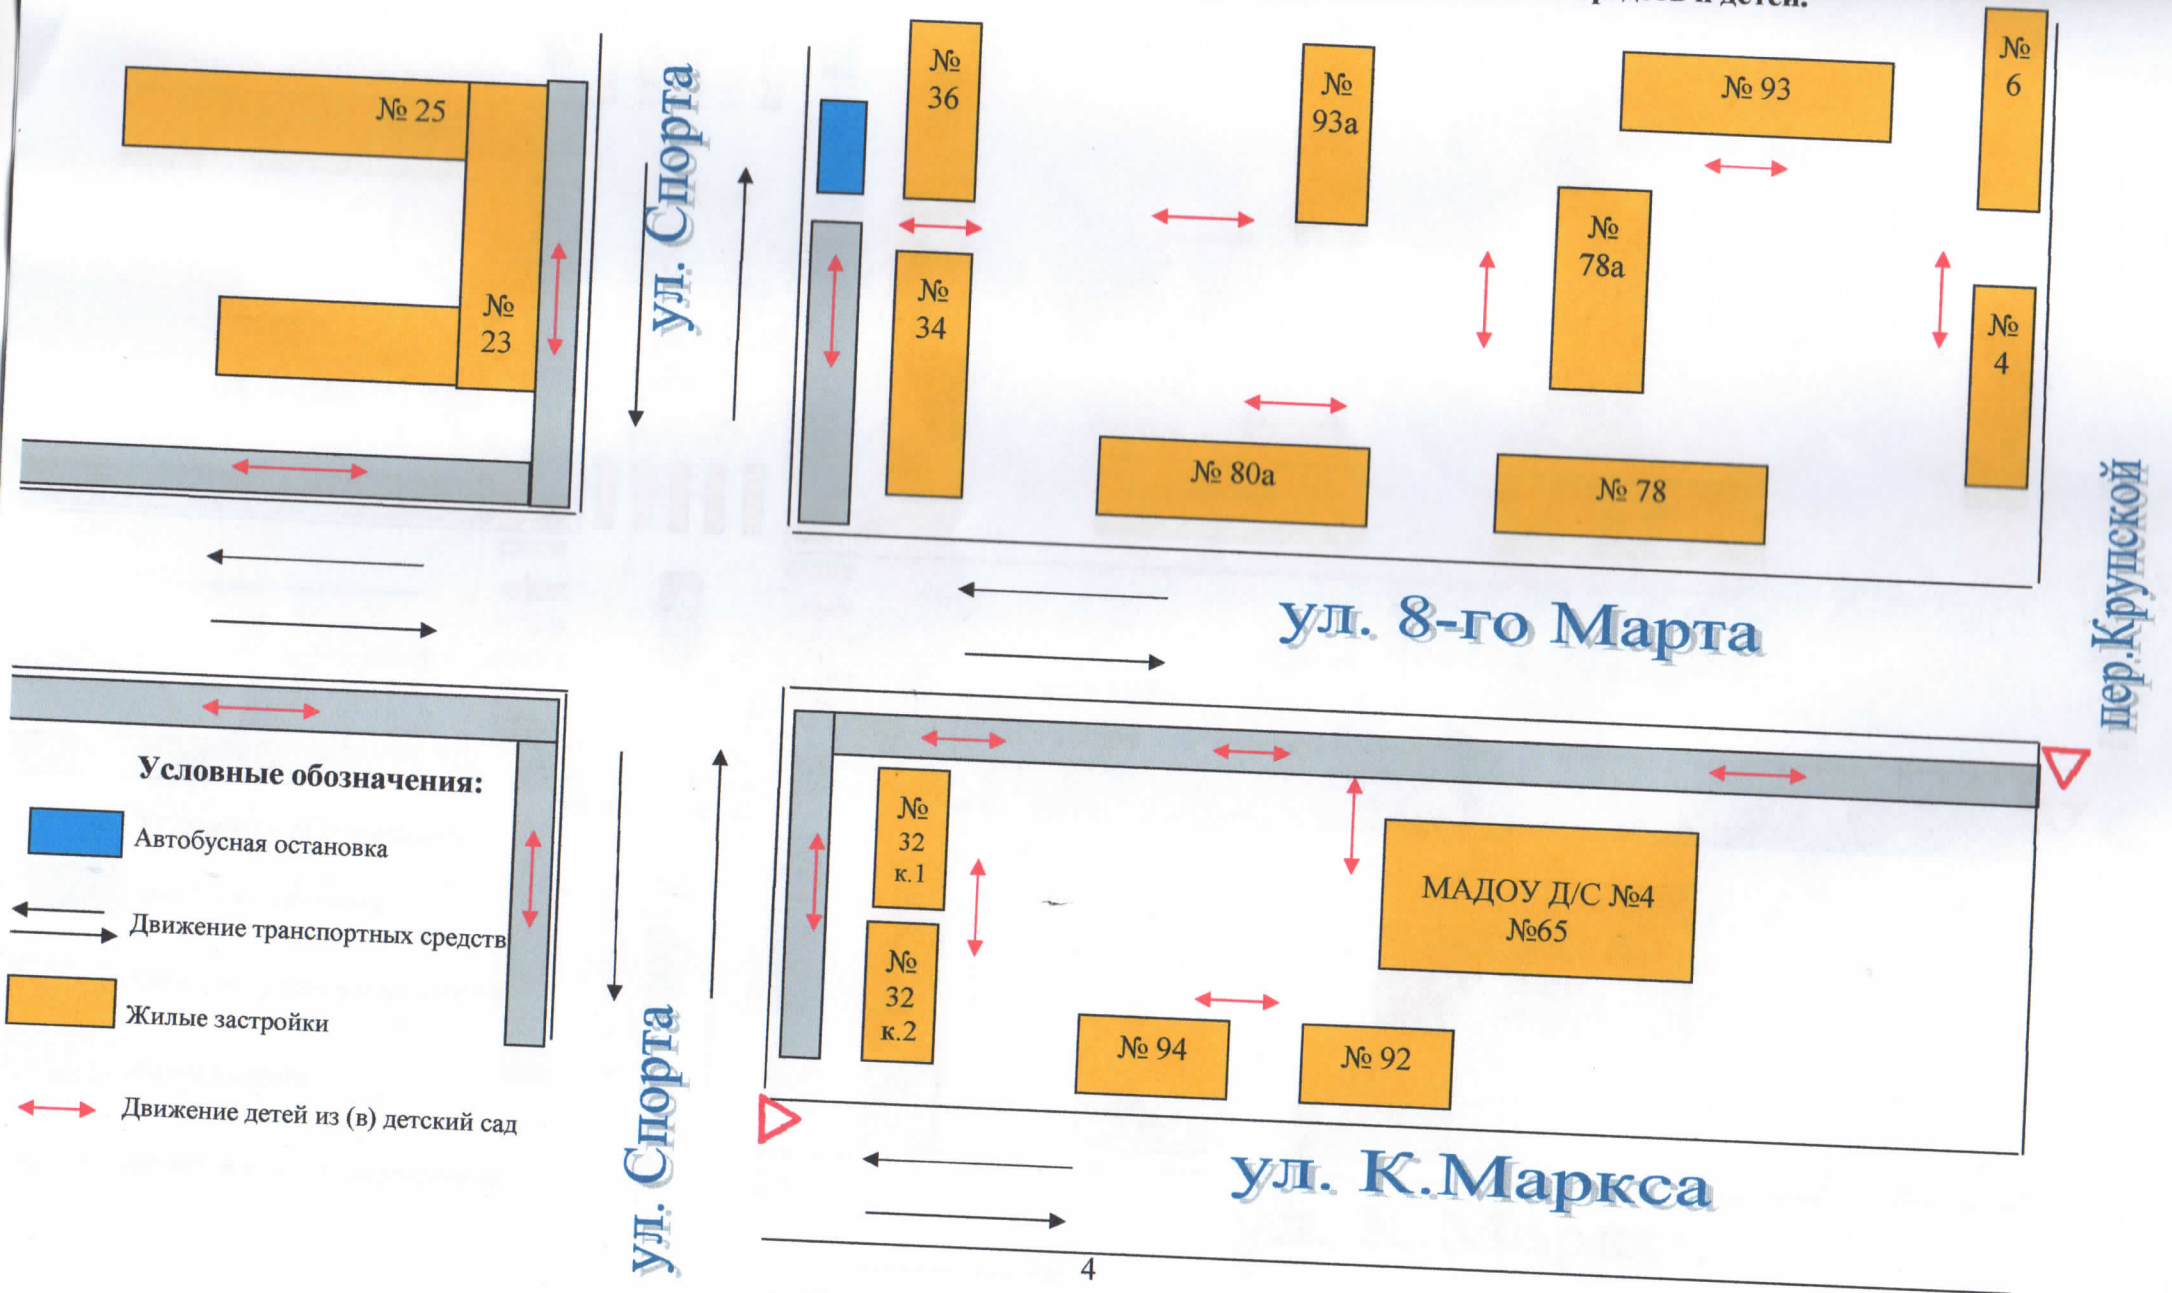 детей.
№ 25
№
23
ул. Спорта
№
36
№
34
№
93а
№ 93
№
6
№
78а
№
4
№ 80а
№ 78
ул. 8-го Марта
пер.Крупской
Условные обозначения:
Автобусная остановка
Движение транспортных средств
Жилые застройки
Движение детей из (в) детский сад
ул. Спорта
№
32
к.1
№
32
к.2
МАДОУ Д/С №4
№65
№ 94
№ 92
ул. К.Маркса
4